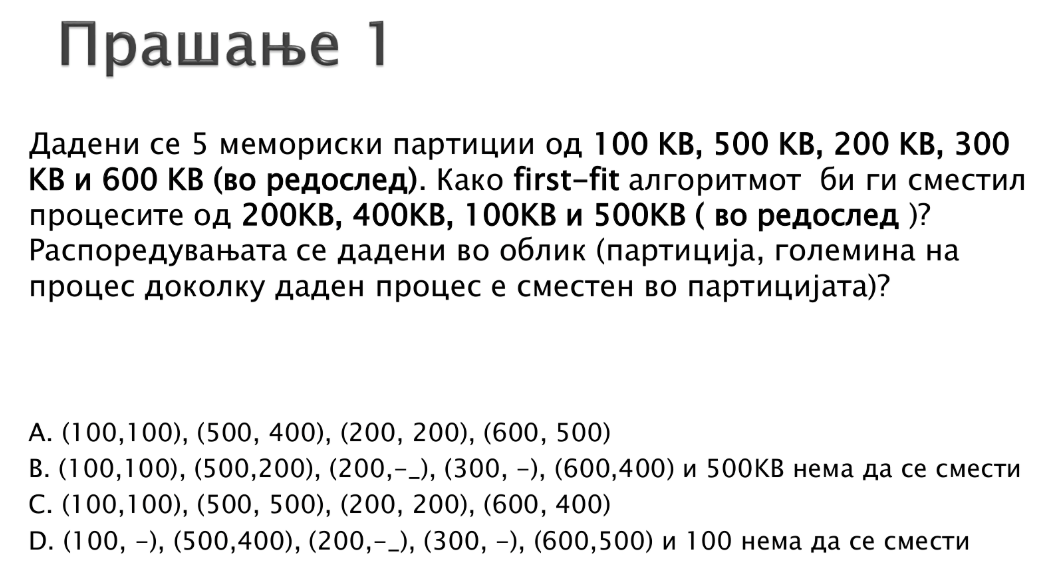 Прашање 1
Дадени се 5 мемориски партиции од 100 KB, 500 KB, 200 KB, 300
KB и 600 KB (во редослед). Како first-fit алгоритмот би ги сместил
процесите од 200KB, 400KB, 100KB и 500KB ( во редослед )?
Распоредувањата се дадени во облик (партиција, големина на
процес доколку даден процес е сместен во партицијата)?
A. (100,100), (500, 400), (200, 200), (600, 500)
B. (100,100), (500,200), (200,-_), (300, -), (600,400) и 500KB нема да се смести
C. (100,100), (500, 500), (200, 200), (600, 400)
D. (100, -), (500,400), (200,-_), (300, -), (600,500) и 100 нема да се смести